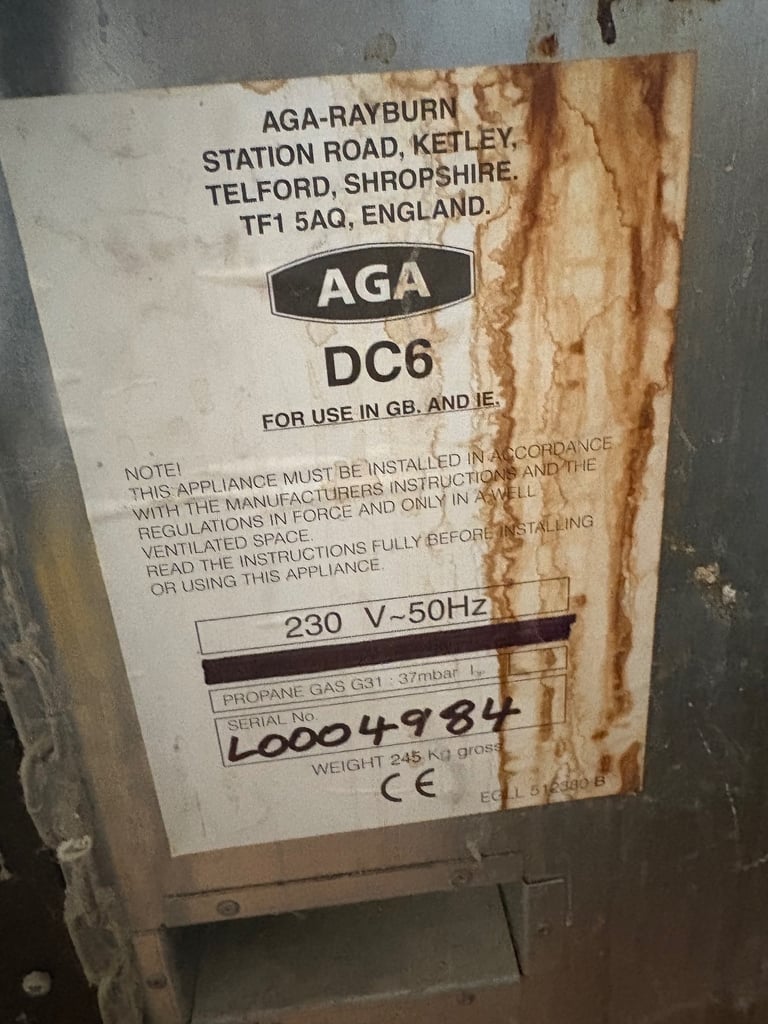 AGA-RAYBURN
STATION ROAD, KETLEY,
TELFORD, SHROPSHIRE.
TF1 5AQ, ENGLAND.
AGA
DC6
FOR USE IN GB. AND IE.
NOTE!
THIS APPLIANCE MUST BE INSTALLED IN ACCORDANCE
WITH THE MANUFACTURERS INSTRUCTIONS AND THE
REGULATIONS IN FORCE AND ONLY IN A WELL
VENTILATED SPACE.
READ THE INSTRUCTIONS FULLY BEFORE INSTALLING
OR USING THIS APPLIANCE.
230 V~50Hz
PROPANE GAS G31 : 37mbar
SERIAL No.
L0004984
WEIGHT 245 Kg gross
CE